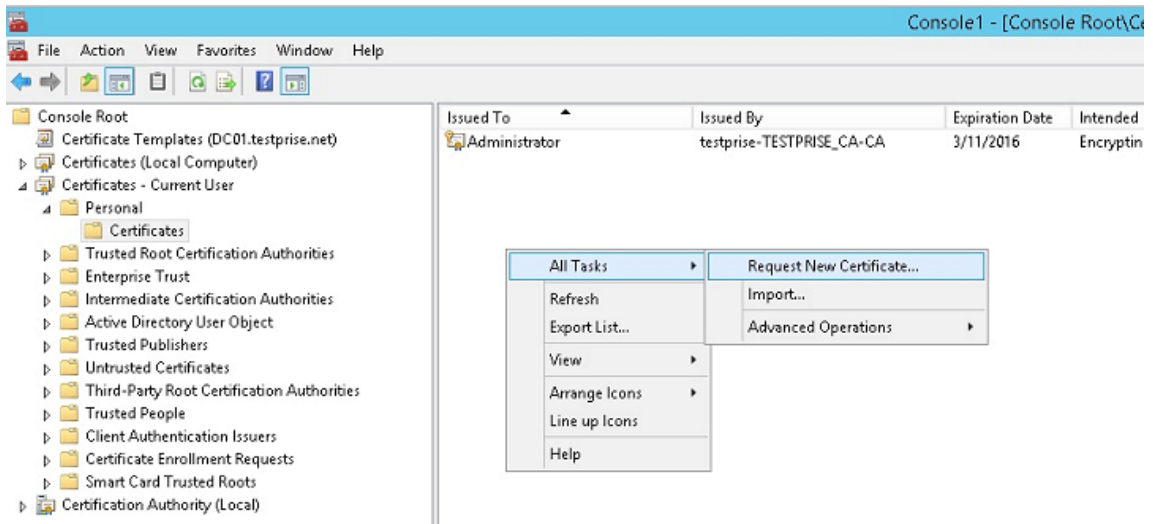 Console1 - [Console Root\Ce
File Action View Favorites Window Help
Console Root
Certificate Templates (DC01.testprise.net)
Certificates (Local Computer)
Certificates - Current User
Personal
Certificates
Trusted Root Certification Authorities
Enterprise Trust
Intermediate Certification Authorities
Active Directory User Object
Trusted Publishers
Untrusted Certificates
Third-Party Root Certification Authorities
Trusted People
Client Authentication Issuers
Certificate Enrollment Requests
Smart Card Trusted Roots
Certification Authority (Local)
Issued To Issued By Expiration Date Intended
Administrator testprise-TESTPRISE_CA-CA 3/11/2016 Encryptin
All Tasks
Refresh
Export List...
View
Arrange Icons
Line up Icons
Help
Request New Certificate...
Import...
Advanced Operations